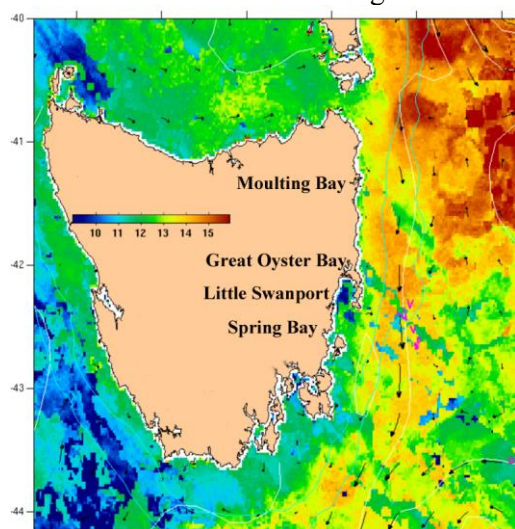 -40
-41
Moulting Bay
10 11 12 13 14 15
-42
Great Oyster Bay
Little Swanport
Spring Bay
-43
-44